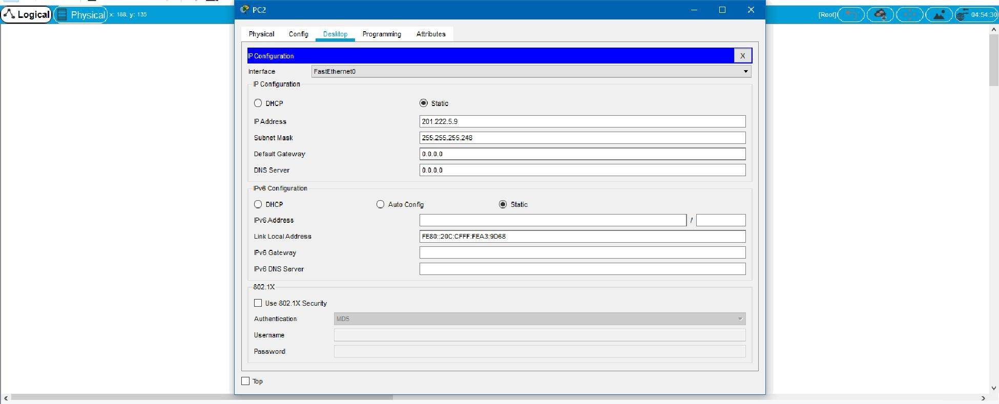 PC2
Logical Physical x: 188, y: 135 [Root] 04:54:30
Physical Config Desktop Programming Attributes
IP Configuration X
Interface FastEthernet0
IP Configuration
DHCP Static
IP Address 201.222.5.9
Subnet Mask 255.255.255.248
Default Gateway 0.0.0.0
DNS Server 0.0.0.0
IPv6 Configuration
DHCP Auto Config Static
IPv6 Address /
Link Local Address FE80::20C:CFFF:FEA3:9D68
IPv6 Gateway
IPv6 DNS Server
802.1X
Use 802.1X Security
Authentication MD5
Username
Password
Top